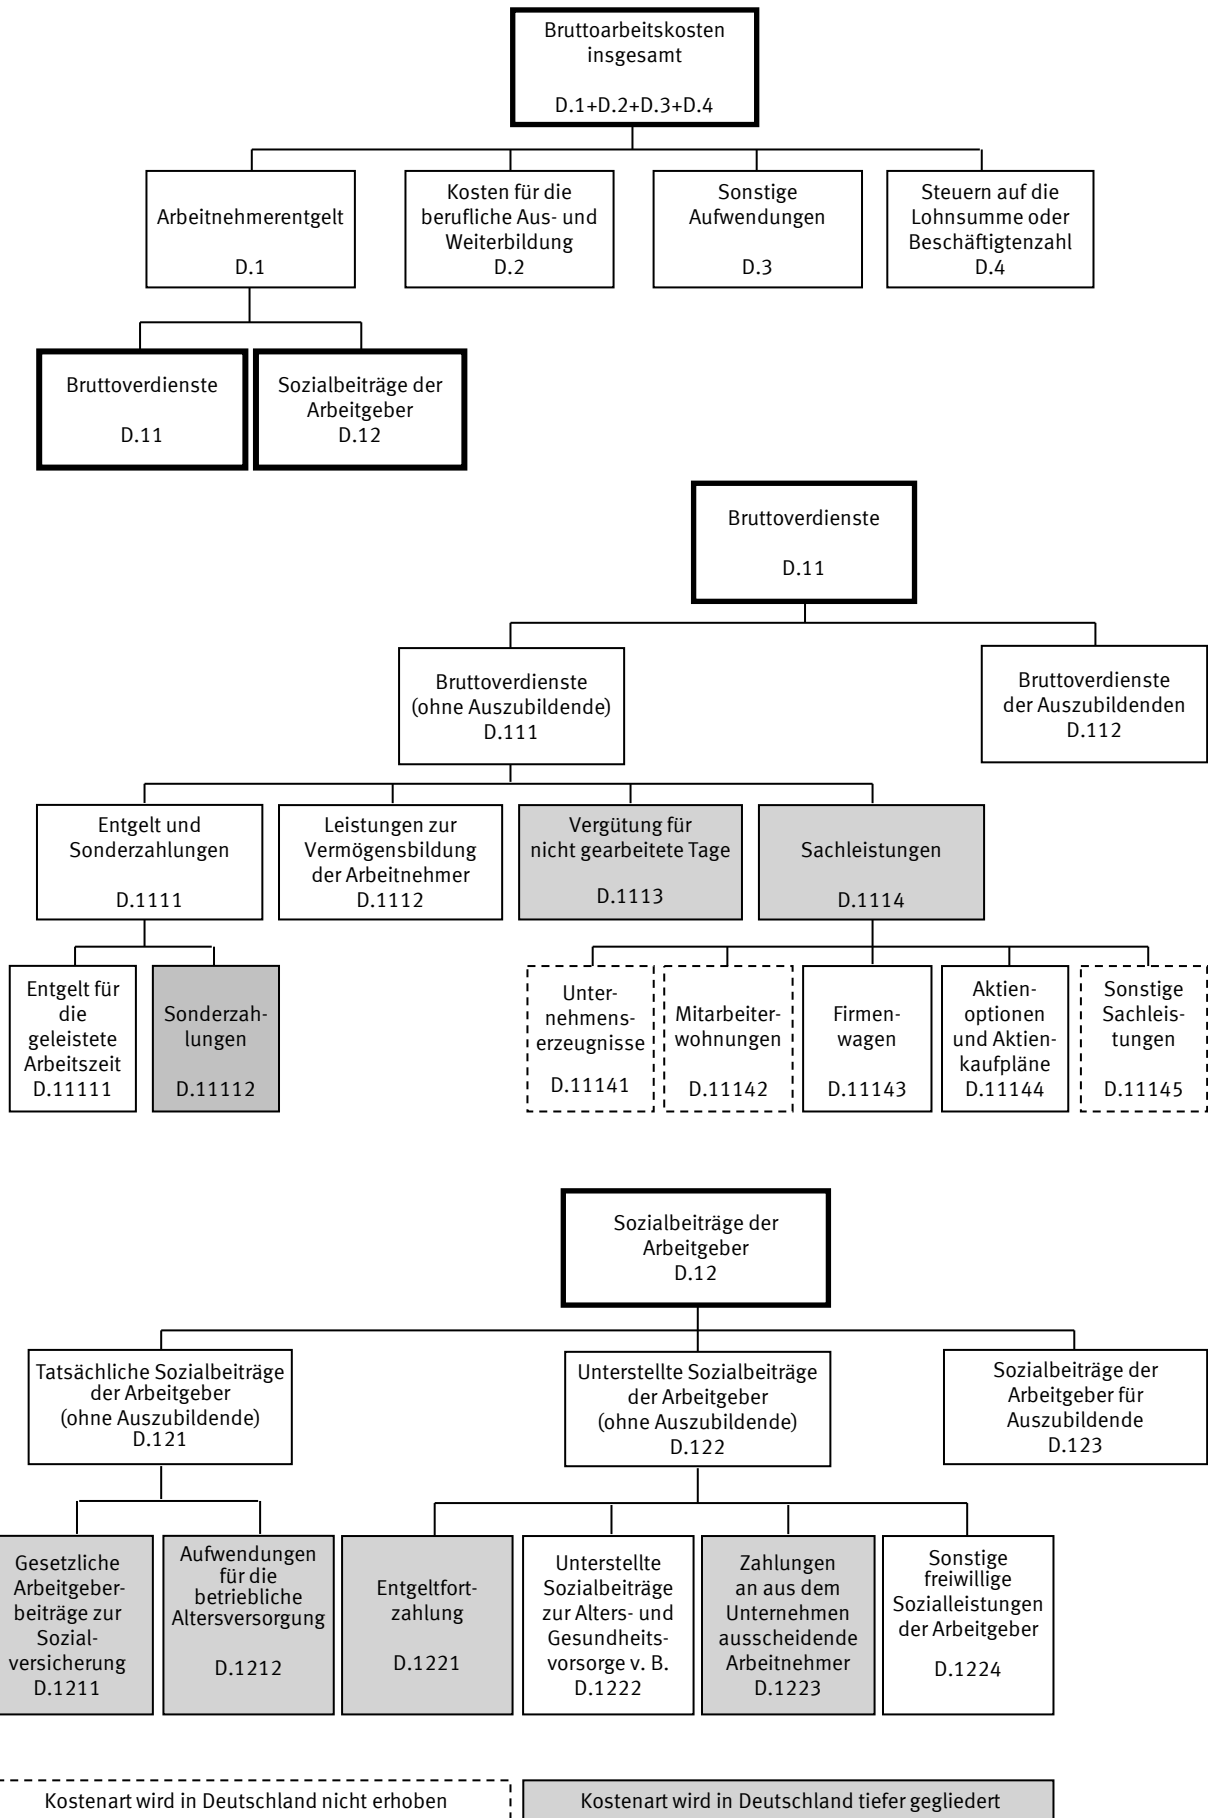 Bruttoarbeitskosten
insgesamt
D.1+D.2+D.3+D.4
Arbeitnehmerentgelt
D.1
Kosten für die
berufliche Aus- und
Weiterbildung
D.2
Sonstige
Aufwendungen
D.3
Steuern auf die
Lohnsumme oder
Beschäftigtenzahl
D.4
Bruttoverdienste
D.11
Sozialbeiträge der
Arbeitgeber
D.12
Bruttoverdienste
D.11
Bruttoverdienste
(ohne Auszubildende)
D.111
Bruttoverdienste
der Auszubildenden
D.112
Entgelt und
Sonderzahlungen
D.1111
Leistungen zur
Vermögensbildung
der Arbeitnehmer
D.1112
Vergütung für
nicht gearbeitete Tage
D.1113
Sachleistungen
D.1114
Entgelt für
die
geleistete
Arbeitszeit
D.11111
Sonderzah-
lungen
D.11112
Unter-
nehmens-
erzeugnisse
D.11141
Mitarbeiter-
wohnungen
D.11142
Firmen-
wagen
D.11143
Aktien-
optionen
und Aktien-
kaufpläne
D.11144
Sonstige
Sachleis-
tungen
D.11145
Sozialbeiträge der
Arbeitgeber
D.12
Tatsächliche Sozialbeiträge
der Arbeitgeber
(ohne Auszubildende)
D.121
Unterstellte Sozialbeiträge
der Arbeitgeber
(ohne Auszubildende)
D.122
Sozialbeiträge der
Arbeitgeber für
Auszubildende
D.123
Gesetzliche
Arbeitgeber-
beiträge zur
Sozial-
versicherung
D.1211
Aufwendungen
für die
betriebliche
Altersversorgung
D.1212
Entgeltfort-
zahlung
D.1221
Unterstellte
Sozialbeiträge
zur Alters- und
Gesundheits-
vorsorge v. B.
D.1222
Zahlungen
an aus dem
Unternehmen
ausscheidende
Arbeitnehmer
D.1223
Sonstige
freiwillige
Sozialleistungen
der Arbeitgeber
D.1224
Kostenart wird in Deutschland nicht erhoben
Kostenart wird in Deutschland tiefer gegliedert